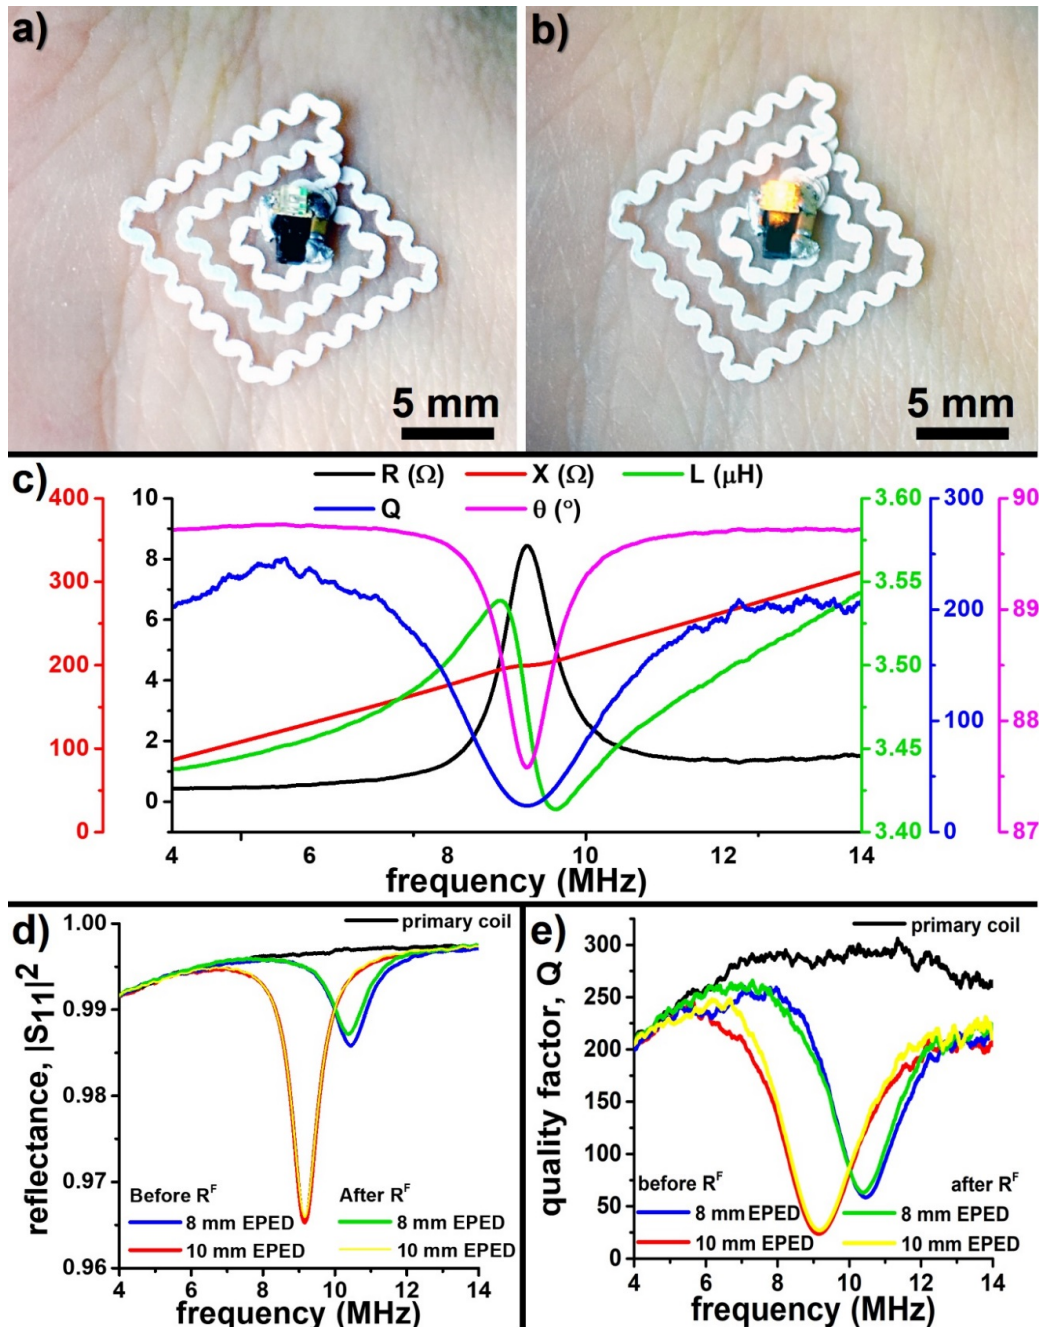 a)
b)
5 mm
5 mm
c)
R (Ω)
X (Ω)
L (μH)
Q
θ (°)
400
300
200
100
0
10
8
6
4
2
0
3.60
3.55
3.50
3.45
3.40
300
200
100
0
90
89
88
87
4
6
8
10
12
14
frequency (MHz)
d)
primary coil
reflectance, |S11|2
1.00
0.99
0.98
0.97
0.96
Before RF
After RF
8 mm EPED
8 mm EPED
10 mm EPED
10 mm EPED
4
6
8
10
12
14
frequency (MHz)
e)
primary coil
quality factor, Q
300
250
200
150
100
50
0
before RF
after RF
8 mm EPED
8 mm EPED
10 mm EPED
10 mm EPED
4
6
8
10
12
14
frequency (MHz)